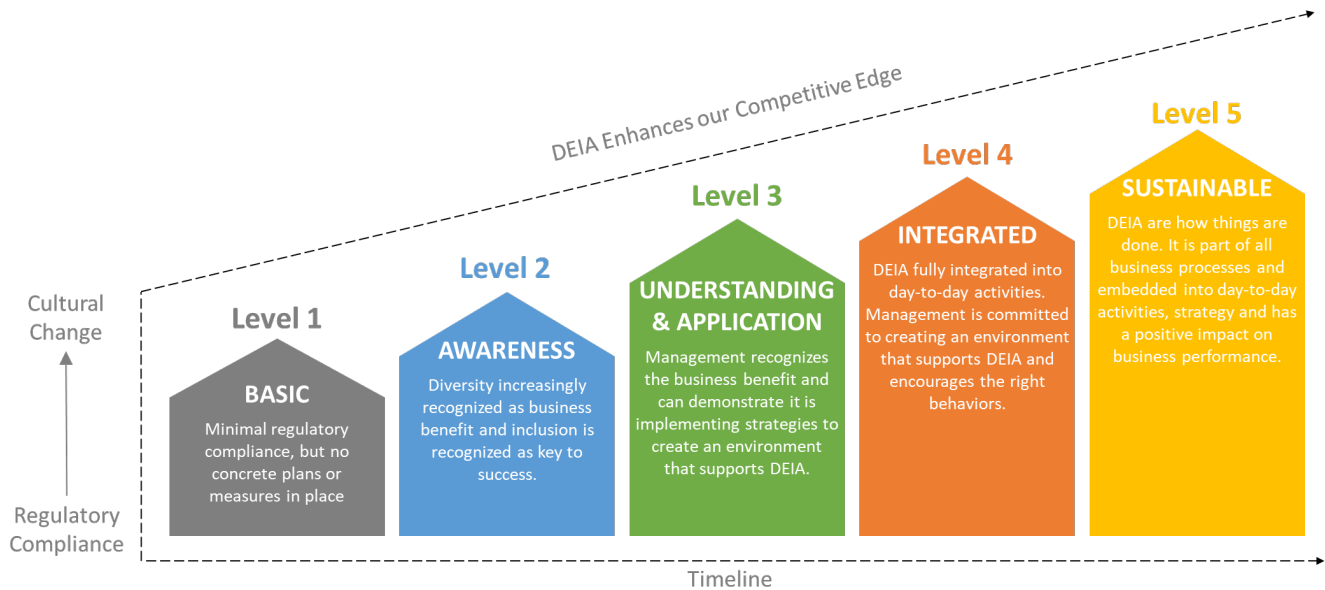 DEIA Enhances our Competitive Edge
Cultural
Change
Regulatory
Compliance
Level 1
BASIC
Minimal regulatory
compliance, but no
concrete plans or
measures in place
Level 2
AWARENESS
Diversity increasingly
recognized as business
benefit and inclusion is
recognized as key to
success.
Level 3
UNDERSTANDING
& APPLICATION
Management recognizes
the business benefit and
can demonstrate it is
implementing strategies to
create an environment
that supports DEIA.
Level 4
INTEGRATED
DEIA fully integrated into
day-to-day activities.
Management is committed
to creating an environment
that supports DEIA and
encourages the right
behaviors.
Level 5
SUSTAINABLE
DEIA are how things are
done. It is part of all
business processes and
embedded into day-to-day
activities, strategy and has
a positive impact on
business performance.
Timeline